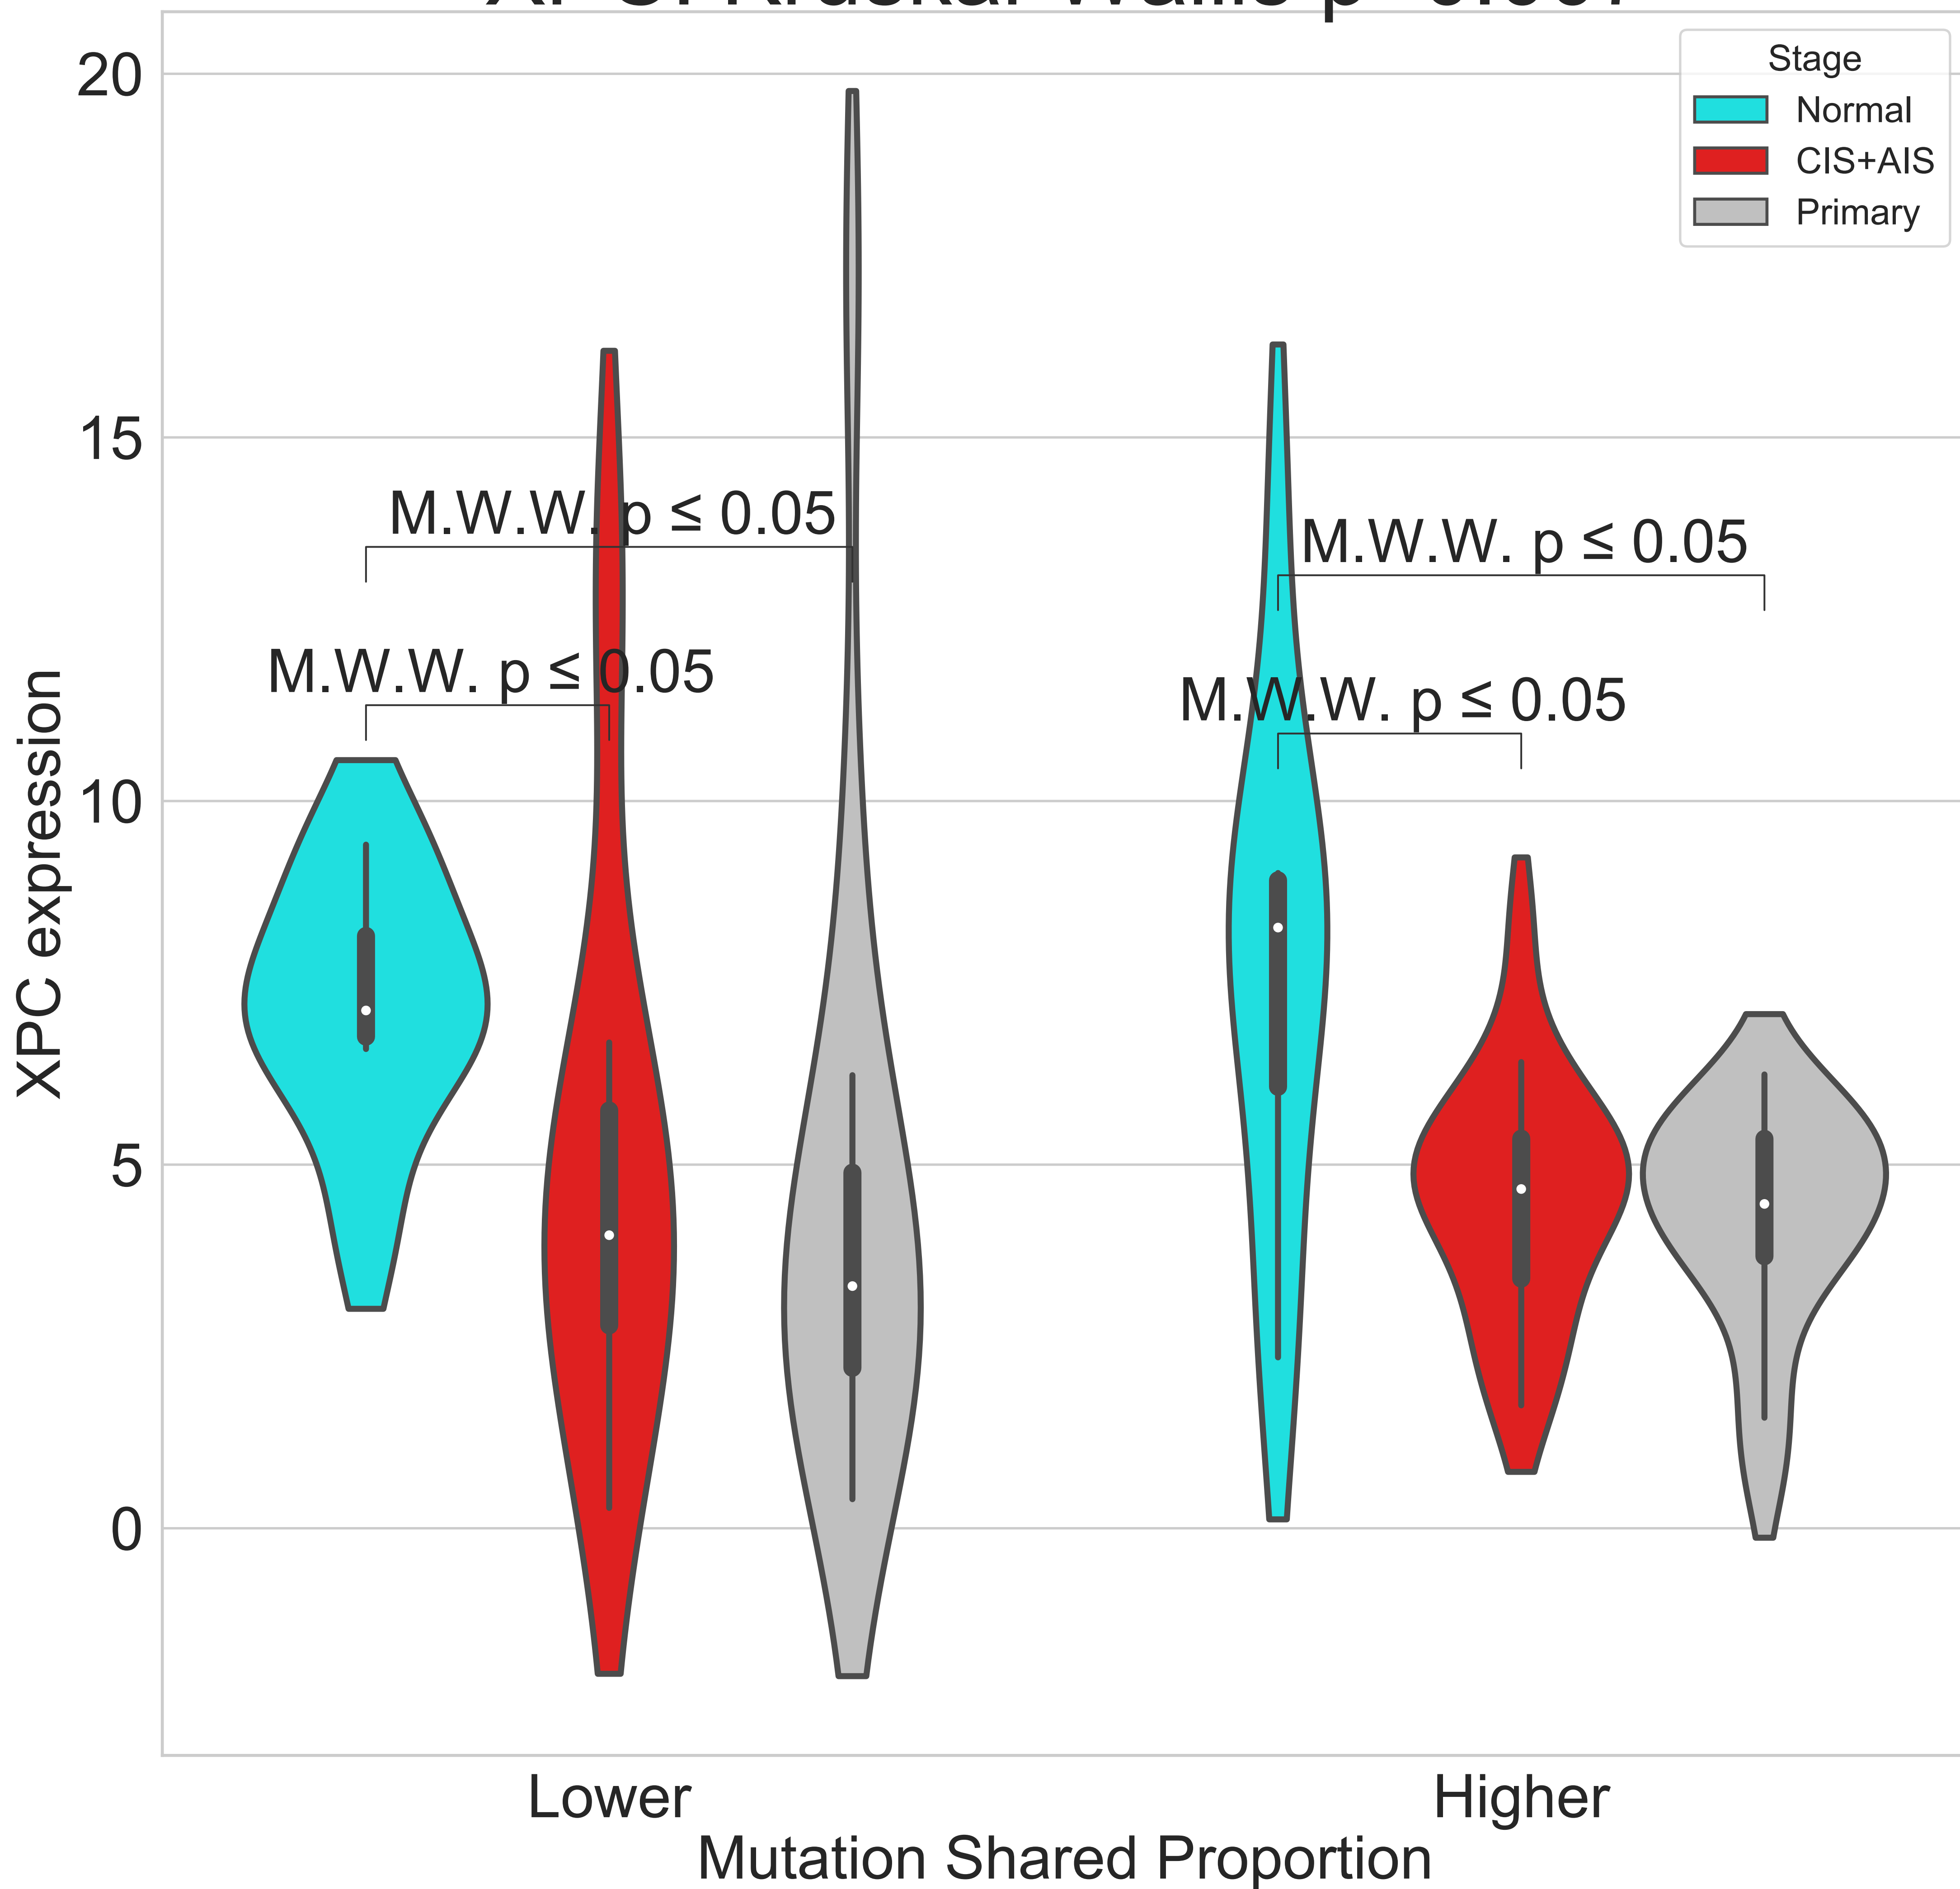 20
Stage
Normal
CIS+AIS
Primary
15
M.W.W. p ≤ 0.05
M.W.W. p ≤ 0.05
M.W.W. p ≤ 0.05
M.W.W. p ≤ 0.05
10
XPC expression
5
0
Lower
Higher
Mutation Shared Proportion